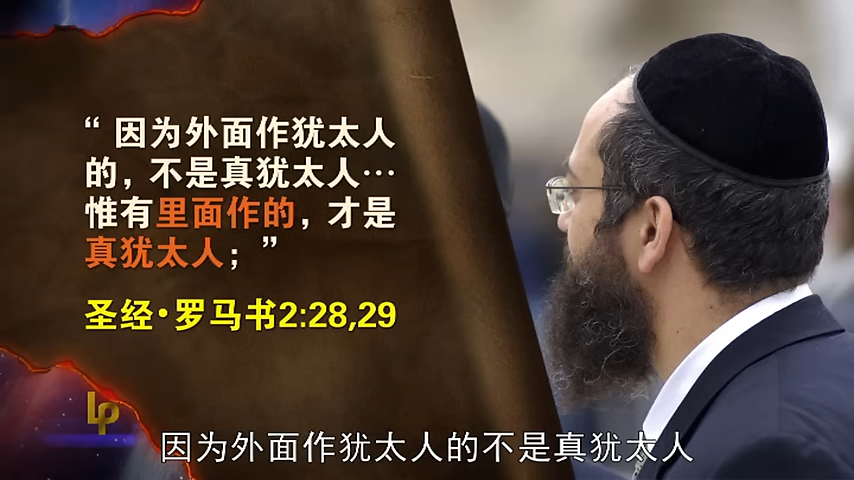 “ 因为外面作犹太人
的，不是真犹太人…
惟有里面作的，才是
真犹太人；”
圣经·罗马书2:28,29
Lp
因为外面作犹太人的不是真犹太人